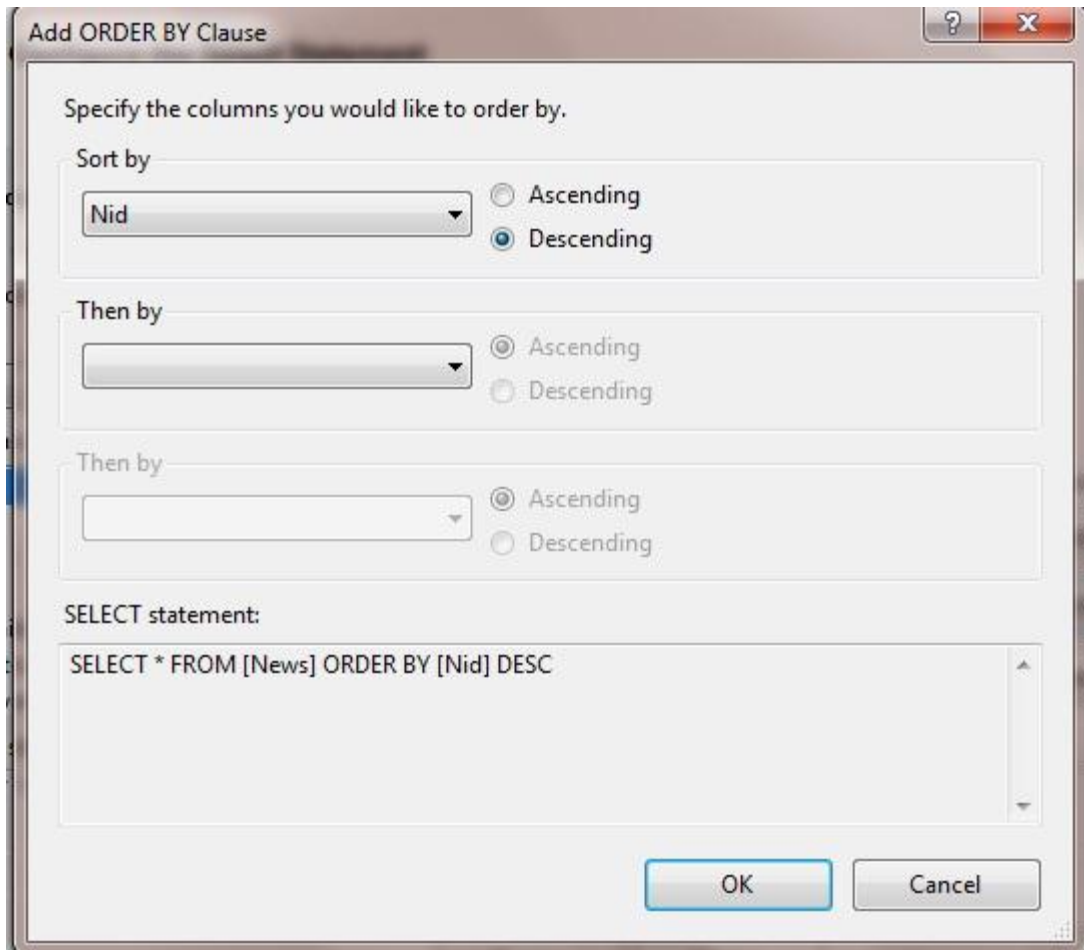 Add ORDER BY Clause
Specify the columns you would like to order by.
Sort by
Nid
Ascending
Descending
Then by
Ascending
Descending
Then by
Ascending
Descending
SELECT statement:
SELECT * FROM [News] ORDER BY [Nid] DESC
OK Cancel